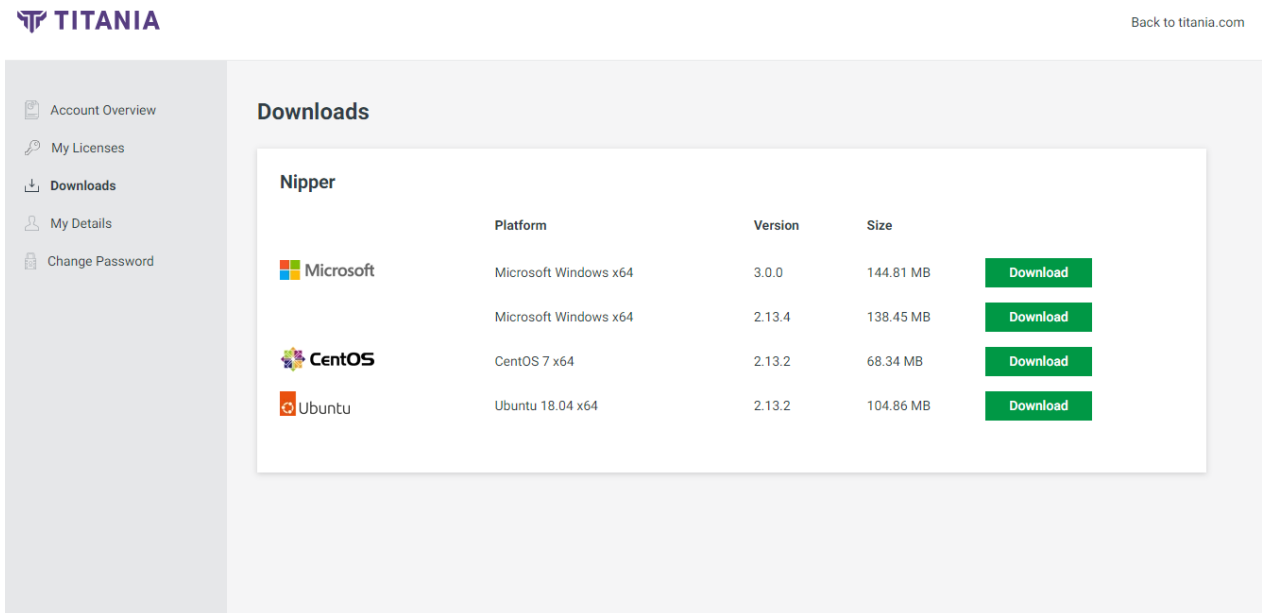 TITANIA
Back to titania.com
Account Overview
My Licenses
Downloads
My Details
Change Password
Downloads
Nipper
Platform Version Size
Microsoft Microsoft Windows x64 3.0.0 144.81 MB Download
Microsoft Windows x64 2.13.4 138.45 MB Download
CentOS CentOS 7 x64 2.13.2 68.34 MB Download
Ubuntu Ubuntu 18.04 x64 2.13.2 104.86 MB Download